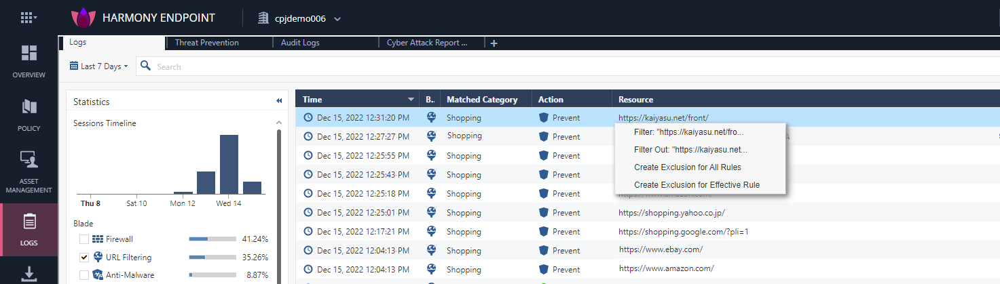 HARMONY ENDPOINT
cpjdemo006
Logs
Threat Prevention
Audit Logs
Cyber Attack Report ...
OVERVIEW
POLICY
ASSET
MANAGEMENT
LOGS
Last 7 Days
Search
Statistics
Sessions Timeline
Thu 8
Sat 10
Mon 12
Wed 14
Blade
Firewall 41.24%
URL Filtering 35.26%
Anti-Malware 8.87%
Time B.. Matched Category Action Resource
Dec 15, 2022 12:31:20 PM Shopping Prevent https://kaiyasu.net/front/
Dec 15, 2022 12:27:27 PM Shopping Prevent
Dec 15, 2022 12:25:55 PM Shopping Prevent
Dec 15, 2022 12:25:43 PM Shopping Prevent
Dec 15, 2022 12:25:18 PM Shopping Prevent https://www.amazon.com/
Dec 15, 2022 12:25:01 PM Shopping Prevent https://shopping.yahoo.co.jp/
Dec 15, 2022 12:17:21 PM Shopping Prevent https://shopping.google.com/?pli=1
Dec 15, 2022 12:04:13 PM Shopping Prevent https://www.ebay.com/
Dec 15, 2022 12:04:13 PM Shopping Prevent https://www.amazon.com/
Filter: "https://kaiyasu.net/fro...
Filter Out: "https://kaiyasu.net...
Create Exclusion for All Rules
Create Exclusion for Effective Rule